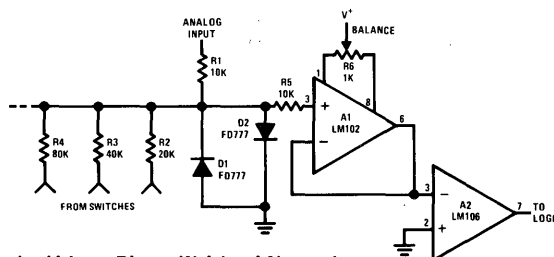 ANALOG
INPUT
R1
10K
V+
BALANCE
R6
1K
R5
10K
1
8
3
+
A1
LM102
6
−
R4
80K
R3
40K
R2
20K
D2
FD777
D1
FD777
FROM SWITCHES
3
−
A2
LM106
7
TO
LOGIC
2
+